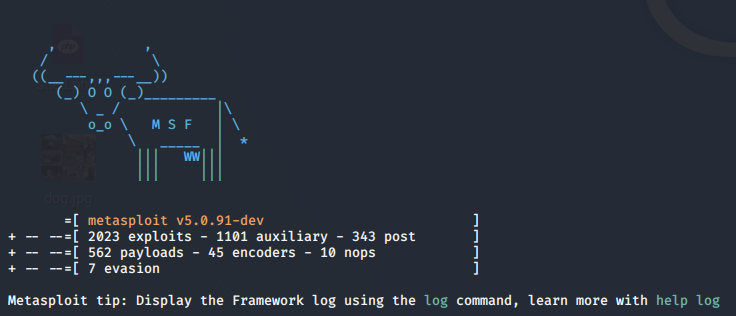 M S F
WW
=[ metasploit v5.0.91-dev ]
+ -- --=[ 2023 exploits - 1101 auxiliary - 343 post ]
+ -- --=[ 562 payloads - 45 encoders - 10 nops ]
+ -- --=[ 7 evasion ]
Metasploit tip: Display the Framework log using the log command, learn more with help log